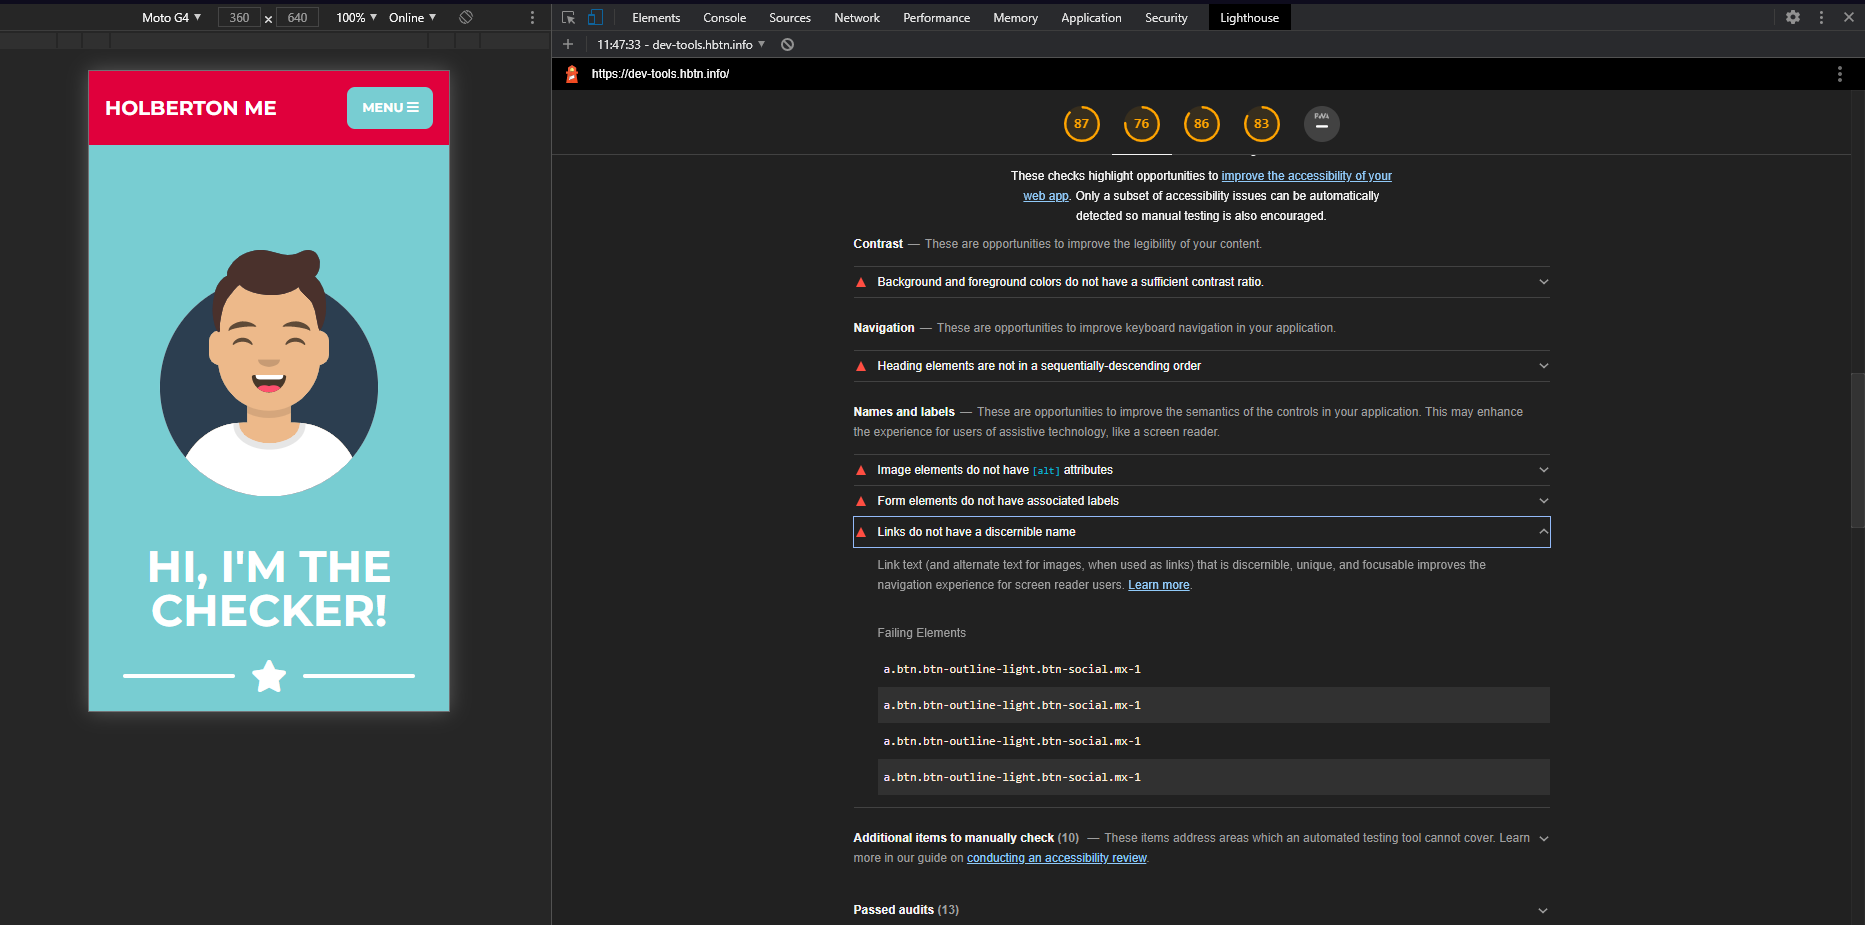 Moto G4 ▼ 360 × 640 100% ▼ Online ▼
Elements Console Sources Network Performance Memory Application Security Lighthouse
11:47:33 - dev-tools.hbtn.info ▼
https://dev-tools.hbtn.info/
87 76 86 83 PWA
HOLBERTON ME
MENU
HI, I'M THE
CHECKER!
These checks highlight opportunities to improve the accessibility of your
web app. Only a subset of accessibility issues can be automatically
detected so manual testing is also encouraged.
Contrast — These are opportunities to improve the legibility of your content.
Background and foreground colors do not have a sufficient contrast ratio.
Navigation — These are opportunities to improve keyboard navigation in your application.
Heading elements are not in a sequentially-descending order
Names and labels — These are opportunities to improve the semantics of the controls in your application. This may enhance
the experience for users of assistive technology, like a screen reader.
Image elements do not have [alt] attributes
Form elements do not have associated labels
Links do not have a discernible name
Link text (and alternate text for images, when used as links) that is discernible, unique, and focusable improves the
navigation experience for screen reader users. Learn more.
Failing Elements
a.btn.btn-outline-light.btn-social.mx-1
a.btn.btn-outline-light.btn-social.mx-1
a.btn.btn-outline-light.btn-social.mx-1
a.btn.btn-outline-light.btn-social.mx-1
Additional items to manually check (10) — These items address areas which an automated testing tool cannot cover. Learn
more in our guide on conducting an accessibility review.
Passed audits (13)